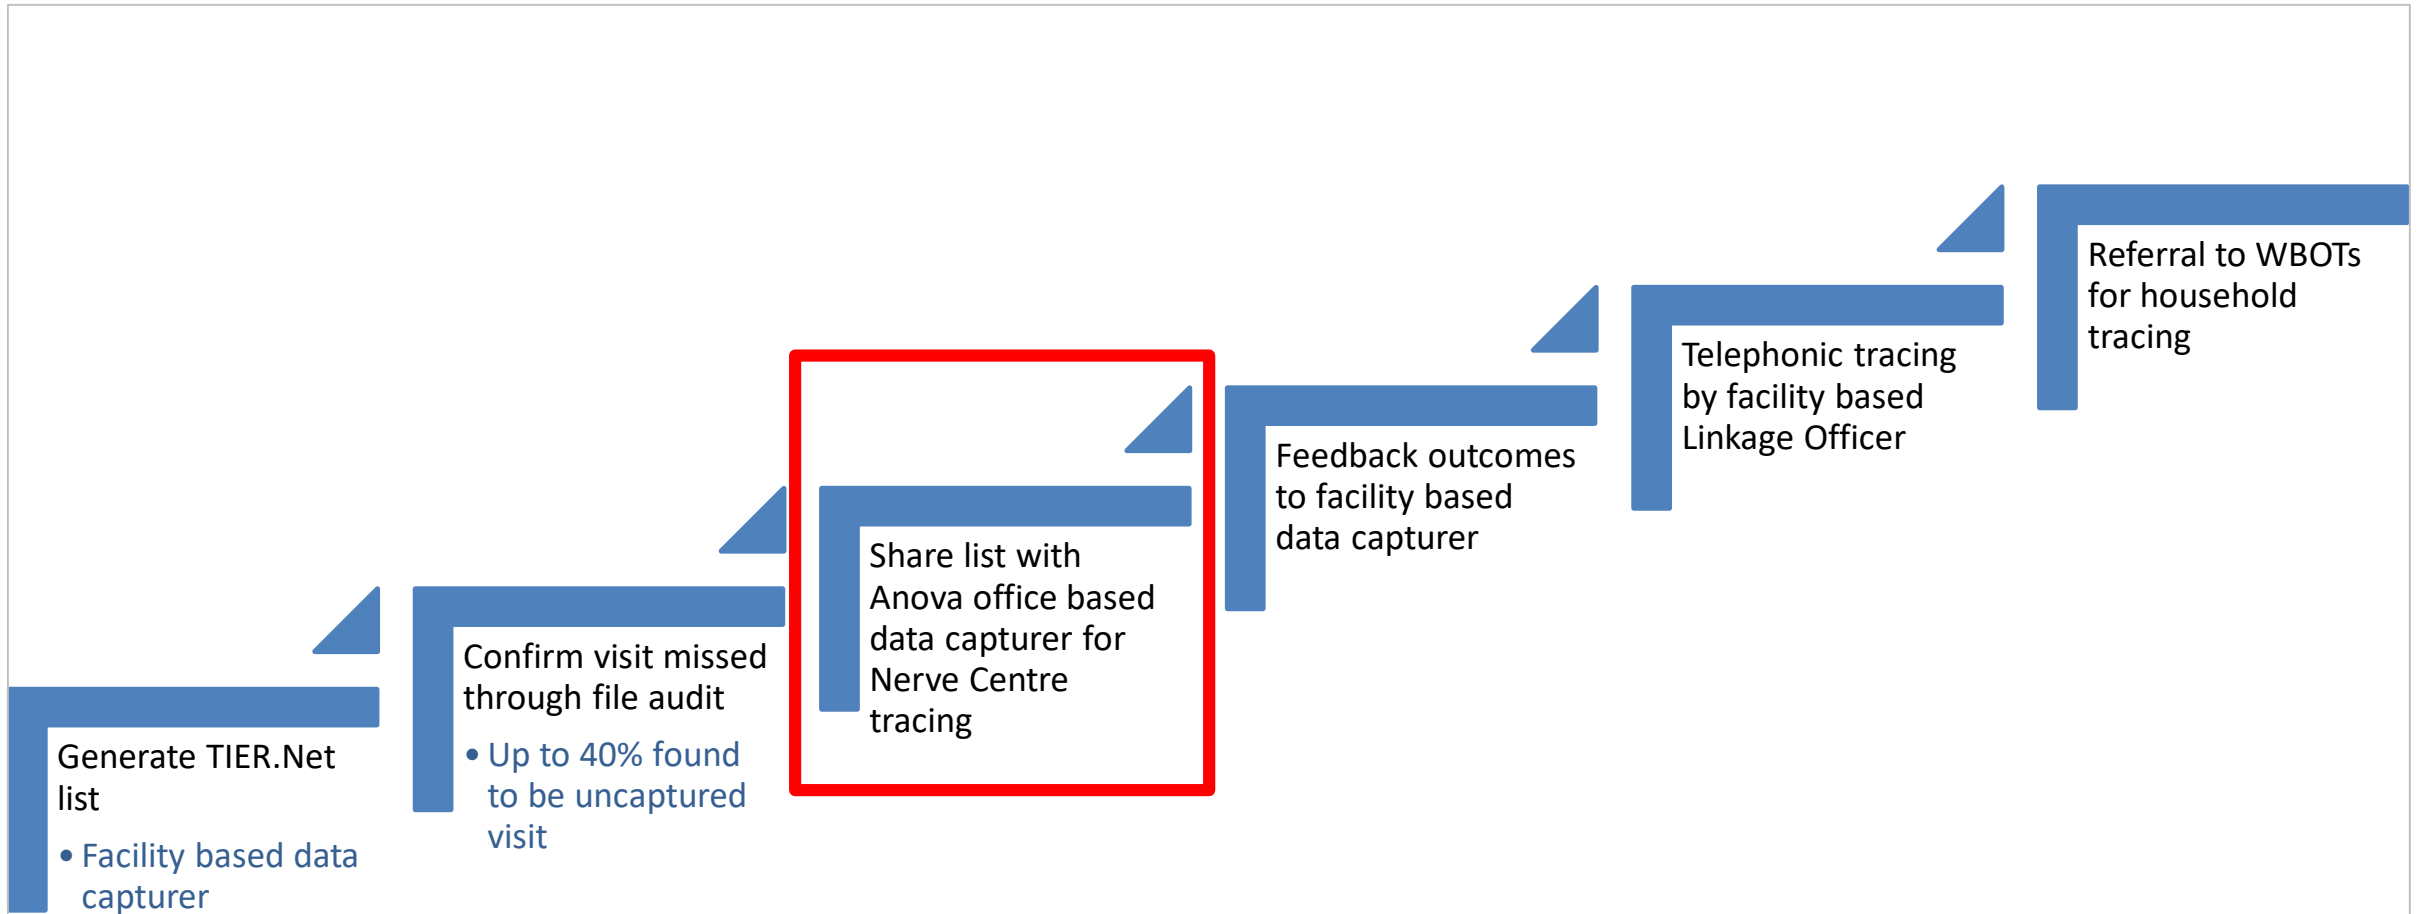 Generate TIER.Net
list
• Facility based data
capturer
Confirm visit missed
through file audit
• Up to 40% found
to be uncaptured
visit
Share list with
Anova office based
data capturer for
Nerve Centre
tracing
Feedback outcomes
to facility based
data capturer
Telephonic tracing
by facility based
Linkage Officer
Referral to WBOTs
for household
tracing